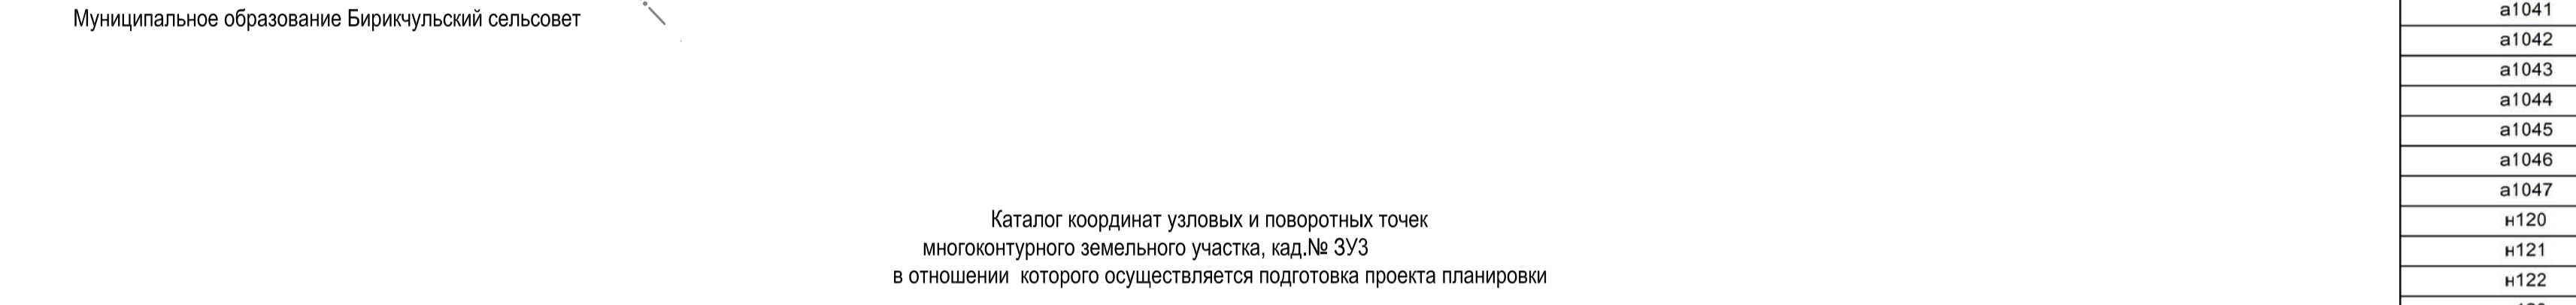 Муниципальное образование Бирикчульский сельсовет
Каталог координат узловых и поворотных точек
многоконтурного земельного участка, кад.№ ЗУ3
в отношении которого осуществляется подготовка проекта планировки
а1041
а1042
а1043
а1044
а1045
а1046
а1047
н120
н121
н122